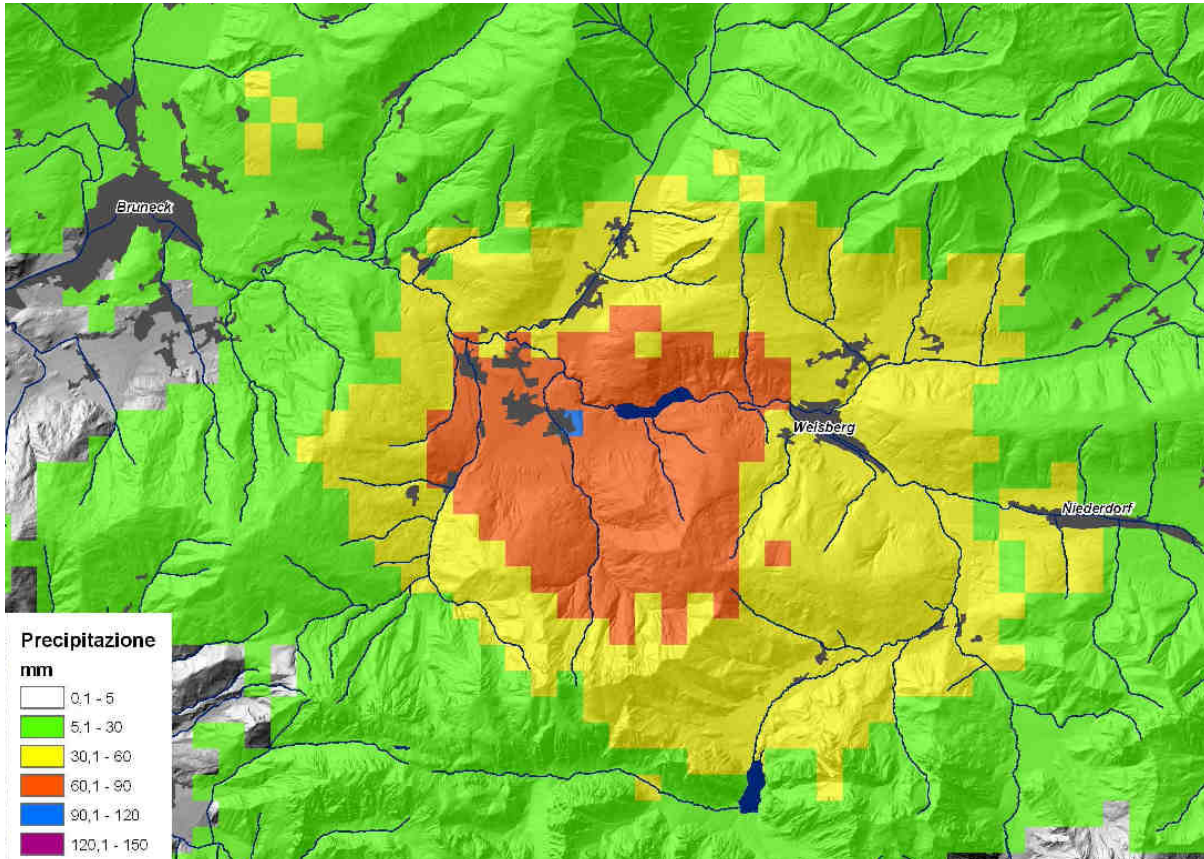 Bruneck
Welsberg
Niederdorf
Precipitazione
mm
0,1 - 5
5,1 - 30
30,1 - 60
60,1 - 90
90,1 - 120
120,1 - 150